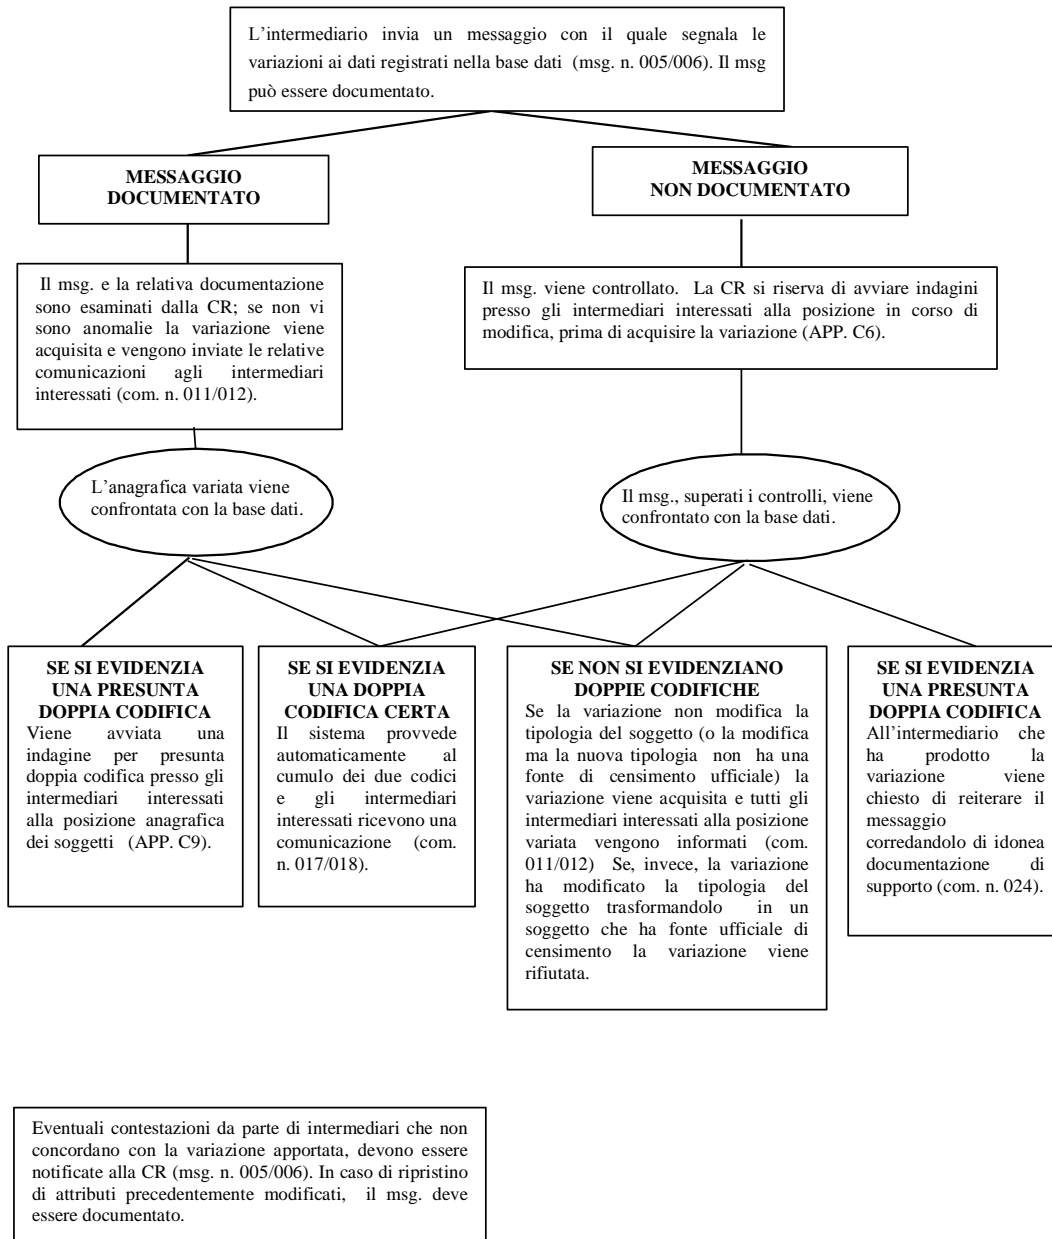 L'intermediario invia un messaggio con il quale segnala le
variazioni ai dati registrati nella base dati (msg. n. 005/006). Il msg
può essere documentato.
MESSAGGIO
DOCUMENTATO
MESSAGGIO
NON DOCUMENTATO
Il msg. e la relativa documentazione
sono esaminati dalla CR; se non vi
sono anomalie la variazione viene
acquisita e vengono inviate le relative
comunicazioni agli intermediari
interessati (com. n. 011/012).
Il msg. viene controllato. La CR si riserva di avviare indagini
presso gli intermediari interessati alla posizione in corso di
modifica, prima di acquisire la variazione (APP. C6).
L'anagrafica variata viene
confrontata con la base dati.
Il msg., superati i controlli, viene
confrontato con la base dati.
SE SI EVIDENZIA
UNA PRESUNTA
DOPPIA CODIFICA
Viene avviata una
indagine per presunta
doppia codifica presso gli
intermediari interessati
alla posizione anagrafica
dei soggetti (APP. C9).
SE SI EVIDENZIA
UNA DOPPIA
CODIFICA CERTA
Il sistema provvede
automaticamente al
cumulo dei due codici
e gli intermediari
interessati ricevono una
comunicazione (com.
n. 017/018).
SE NON SI EVIDENZIANO
DOPPIE CODIFICHE
Se la variazione non modifica la
tipologia del soggetto (o la modifica
ma la nuova tipologia non ha una
fonte di censimento ufficiale) la
variazione viene acquisita e tutti gli
intermediari interessati alla posizione
variata vengono informati (com.
011/012) Se, invece, la variazione
ha modificato la tipologia del
soggetto trasformandolo in un
soggetto che ha fonte ufficiale di
censimento la variazione viene
rifiutata.
SE SI EVIDENZIA
UNA PRESUNTA
DOPPIA CODIFICA
All'intermediario che
ha prodotto la
variazione viene
chiesto di reiterare il
messaggio
corredandolo di idonea
documentazione di
supporto (com. n. 024).
Eventuali contestazioni da parte di intermediari che non
concordano con la variazione apportata, devono essere
notificate alla CR (msg. n. 005/006). In caso di ripristino
di attributi precedentemente modificati, il msg. deve
essere documentato.